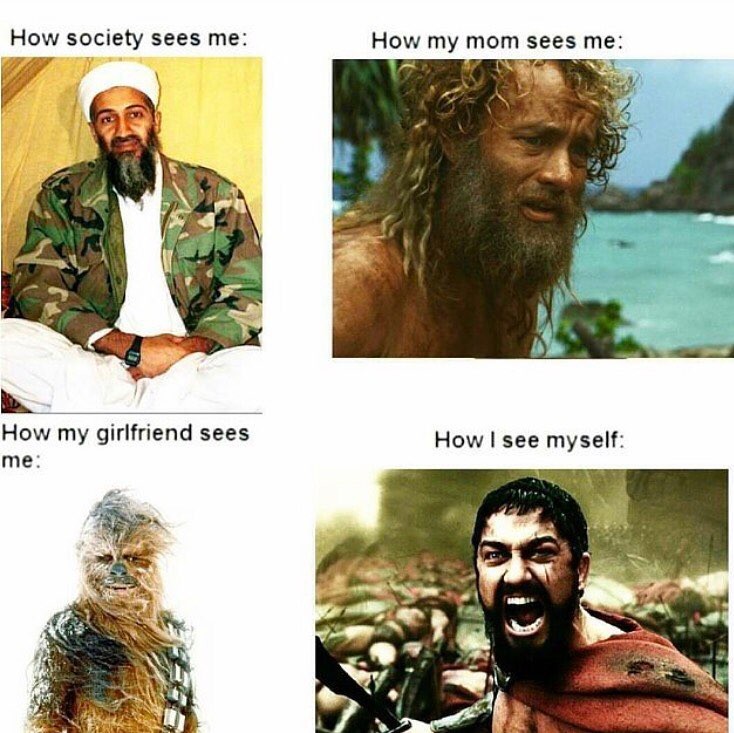 How society sees me:
How my mom sees me:
How my girlfriend sees
me:
How I see myself: